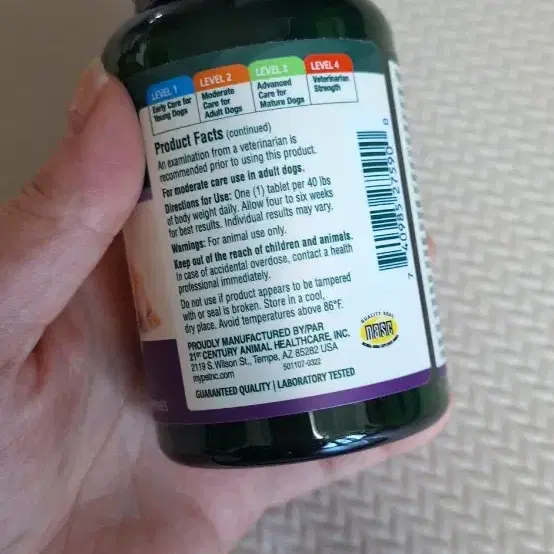 LEVEL 1
Early Care for
Young Dogs
LEVEL 2
Moderate
Care for
Adult Dogs
LEVEL 3
Advanced
Care for
Mature Dogs
LEVEL 4
Veterinarian
Strength
Product Facts (continued)
An examination from a veterinarian is
recommended prior to using this product.
For moderate care use in adult dogs.
Directions for Use: One (1) tablet per 40 lbs
of body weight daily. Allow four to six weeks
for best results. Individual results may vary.
Warnings: For animal use only.
Keep out of the reach of children and animals.
In case of accidental overdose, contact a health
professional immediately.
Do not use if product appears to be tampered
with or seal is broken. Store in a cool,
dry place. Avoid temperatures above 86°F.
PROUDLY MANUFACTURED BY/PAR
21ST CENTURY ANIMAL HEALTHCARE, INC.
2119 S. Wilson St., Tempe, AZ 85282 USA
mypetnc.com
501107-0322
GUARANTEED QUALITY | LABORATORY TESTED
7 40985 27590 8
QUALITY SEAL
NASC